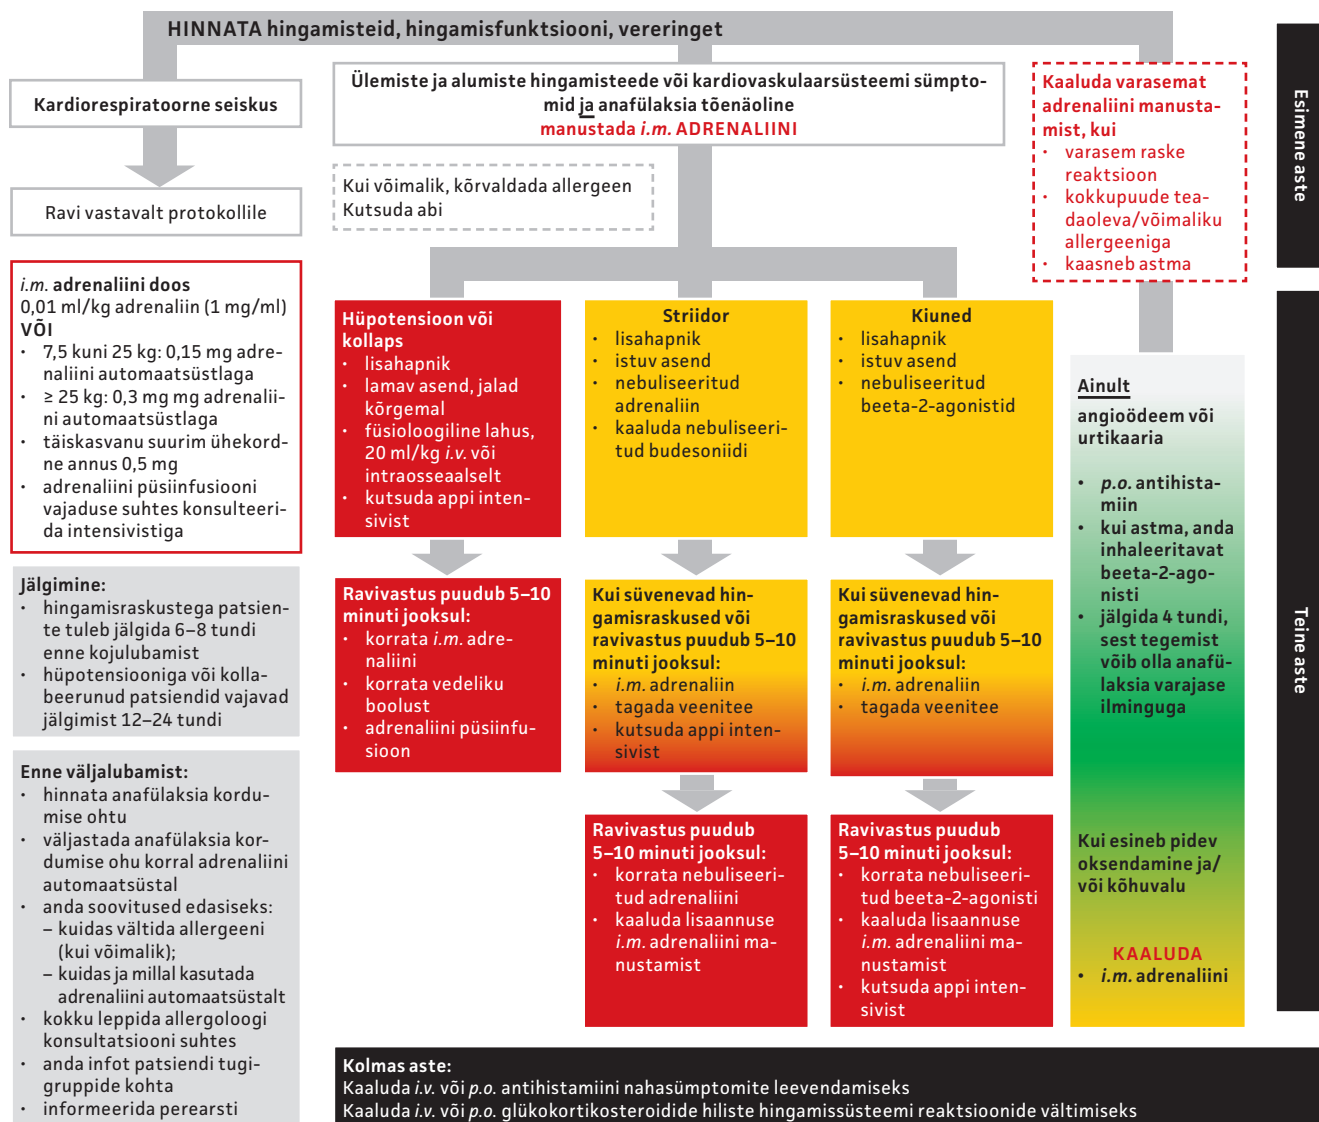 HINNATA hingamisteid, hingamisfunktsiooni, vereringet
Kardiorespiratoorne seiskus
Ravi vastavalt protokollile
Ülemiste ja alumiste hingamisteede või kardiovaskulaarsüsteemi sümpto-
mid ja anafülaksia tõenäoline
manustada i.m. ADRENALIINI
Kui võimalik, kõrvaldada allergeen
Kutsuda abi
Kaaluda varasemat
adrenaliini manusta-
mist, kui
• varasem raske
reaktsioon
• kokkupuude tea-
daoleva/võimaliku
allergeeniga
• kaasneb astma
Esimene aste
i.m. adrenaliini doos
0,01 ml/kg adrenaliin (1 mg/ml)
VÕI
• 7,5 kuni 25 kg: 0,15 mg adre-
naliini automaatsüstlaga
• ≥ 25 kg: 0,3 mg mg adrenalii-
ni automaatsüstlaga
• täiskasvanu suurim ühekord-
ne annus 0,5 mg
• adrenaliini püsiinfusiooni
vajaduse suhtes konsulteeri-
da intensivistiga
Jälgimine:
• hingamisraskustega patsien-
te tuleb jälgida 6–8 tundi
enne kojulubamist
• hüpotensiooniga või kolla-
beerunud patsiendid vajavad
jälgimist 12–24 tundi
Enne väljalubamist:
• hinnata anafülaksia kordu-
mise ohtu
• väljastada anafülaksia kor-
dumise ohu korral adrenaliini
automaatsüstal
• anda soovitused edasiseks:
– kuidas vältida allergeeni
(kui võimalik);
– kuidas ja millal kasutada
adrenaliini automaatsüstalt
• kokku leppida allergoloogi
konsultatsiooni suhtes
• anda infot patsiendi tugi-
gruppide kohta
• informeerida perearsti
Hüpotensioon või
kollaps
• lisahapnik
• lamav asend, jalad
kõrgemal
• füsioloogiline lahus,
20 ml/kg i.v. või
intraosseaalselt
• kutsuda appi inten-
sivist
Ravivastus puudub 5–10
minuti jooksul:
• korrata i.m. adre-
naliini
• korrata vedeliku
boolust
• adrenaliini püsiinfu-
sioon
Striidor
• lisahapnik
• istuv asend
• nebuliseeritud
adrenaliin
• kaaluda nebuliseeri-
tud budesoniidi
Kui süvenevad hin-
gamisraskused või
ravivastus puudub 5–10
minuti jooksul:
• i.m. adrenaliin
• tagada veenitee
• kutsuda appi inten-
sivist
Ravivastus puudub
5–10 minuti jooksul:
• korrata nebuliseeri-
tud adrenaliini
• kaaluda lisaannuse
i.m. adrenaliini ma-
nustamist
Kiuned
• lisahapnik
• istuv asend
• nebuliseeritud
beeta-2-agonistid
Kui süvenevad hin-
gamisraskused või
ravivastus puudub 5–10
minuti jooksul:
• i.m. adrenaliin
• tagada veenitee
Ravivastus puudub
5–10 minuti jooksul:
• korrata nebuliseeri-
tud beeta-2-agonisti
• kaaluda lisaannuse
i.m. adrenaliini ma-
nustamist
• kutsuda appi inten-
sivist
Ainult
angioödeem või
urtikaaria
• p.o. antihista-
miin
• kui astma, anda
inhaleeritavat
beeta-2-ago-
nisti
• jälgida 4 tundi,
sest tegemist
võib olla anafü-
laksia varajase
ilminguga
Kui esineb pidev
oksendamine ja/
või kõhuvalu
KAALUDA
• i.m. adrenaliini
Teine aste
Kolmas aste:
Kaaluda i.v. või p.o. antihistamiini nahasümptomite leevendamiseks
Kaaluda i.v. või p.o. glükokortikosteroidide hiliste hingamissüsteemi reaktsioonide vältimiseks